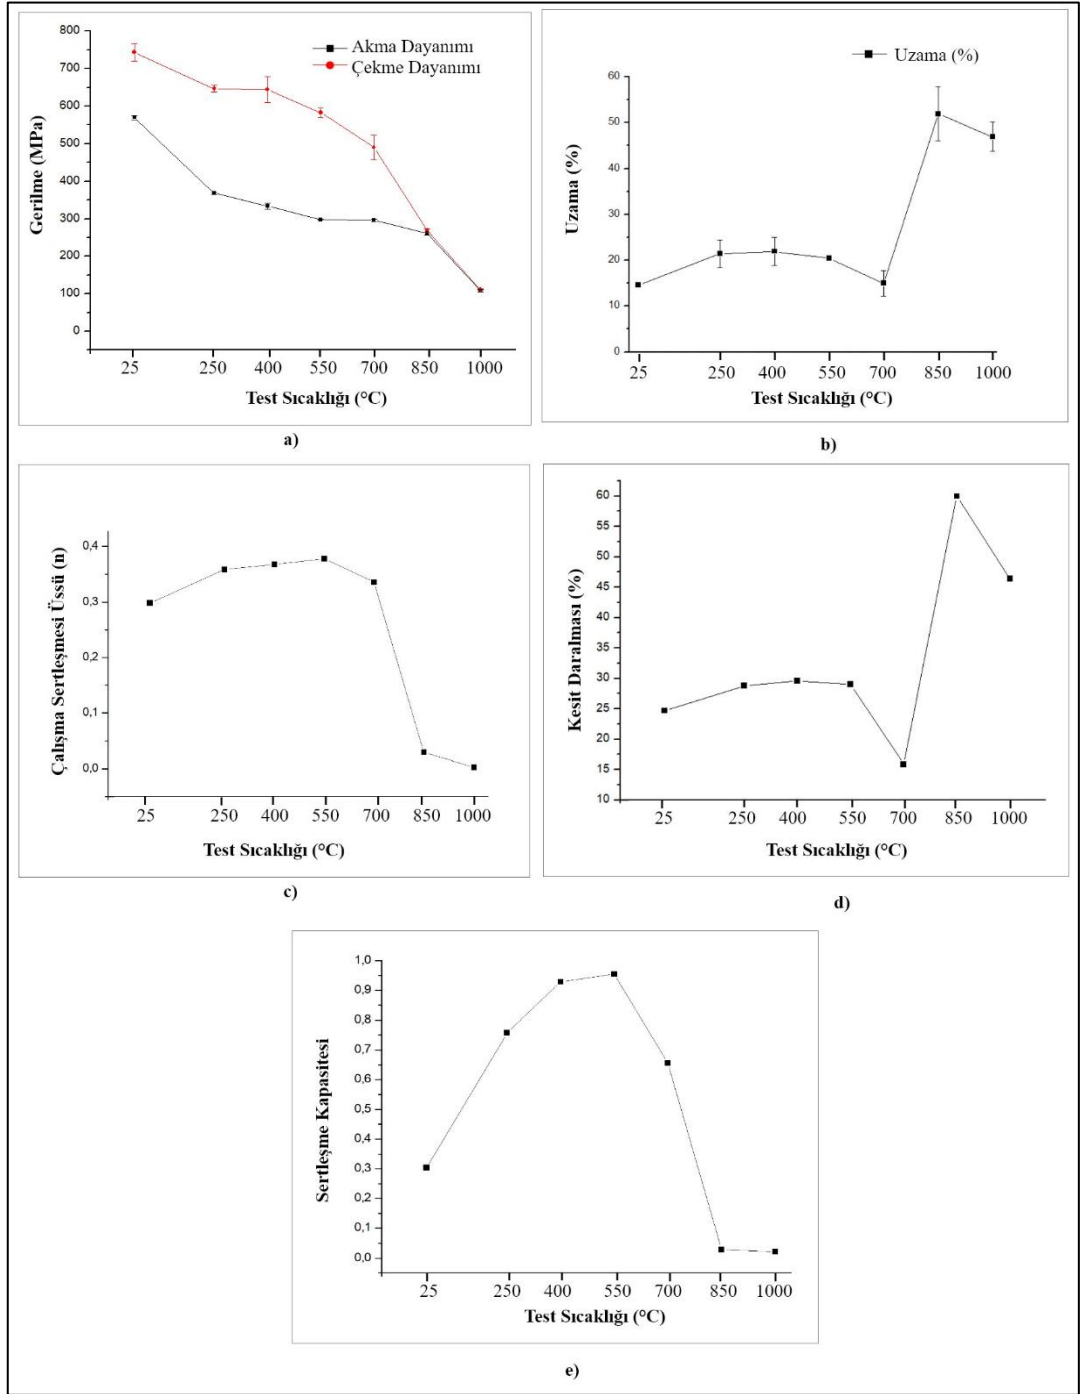 800
700
600
500
400
300
200
100
0
Gerilme (MPa)
Akma Dayanımı
Çekme Dayanımı
25 250 400 550 700 850 1000
Test Sıcaklığı (°C)
a)
60
50
40
30
20
10
0
Uzama (%)
Uzama (%)
25 250 400 550 700 850 1000
Test Sıcaklığı (°C)
b)
0,4
0,3
0,2
0,1
0,0
Çalışma Sertleşmesi Üssü (n)
25 250 400 550 700 850 1000
Test Sıcaklığı (°C)
c)
60
55
50
45
40
35
30
25
20
15
10
Kesit Daralması (%)
25 250 400 550 700 850 1000
Test Sıcaklığı (°C)
d)
1,0
0,9
0,8
0,7
0,6
0,5
0,4
0,3
0,2
0,1
0,0
Sertleşme Kapasitesi
25 250 400 550 700 850 1000
Test Sıcaklığı (°C)
e)